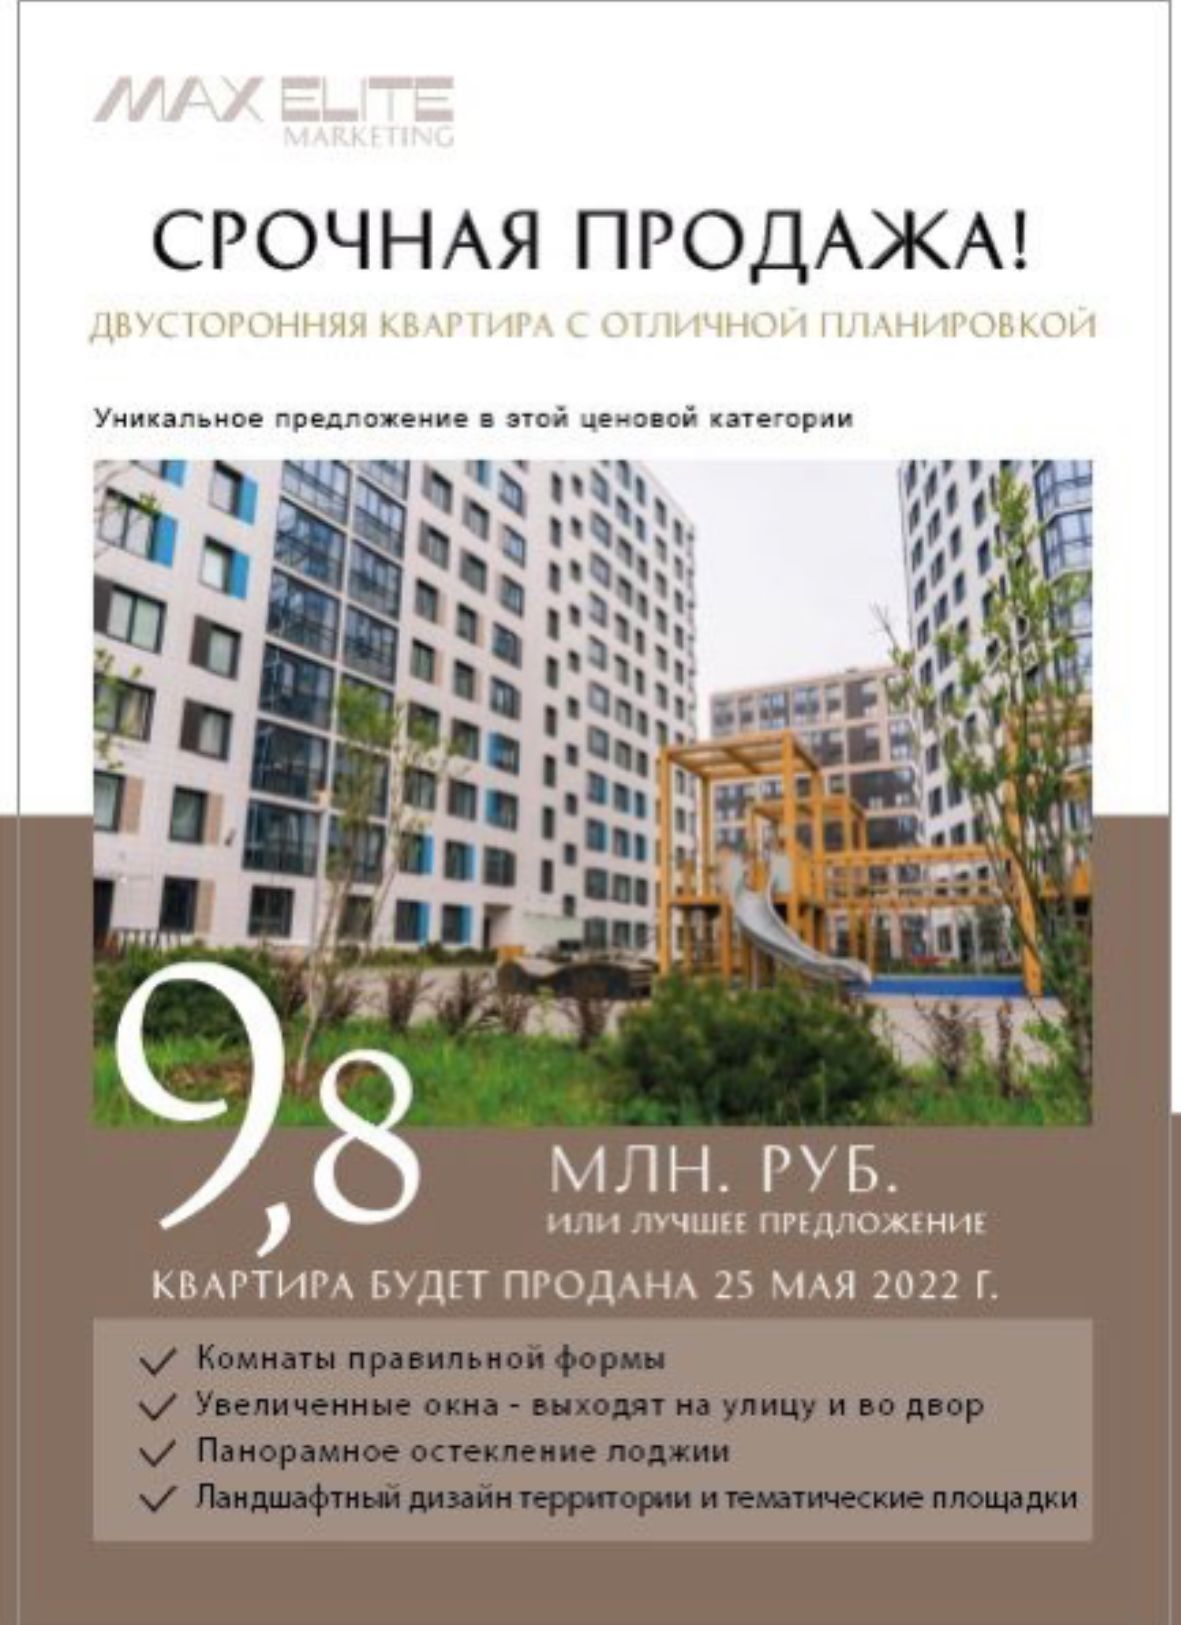 MAX ELITE
MARKETING
СРОЧНАЯ ПРОДАЖА!
ДВУСТОРОННЯЯ КВАРТИРА С ОТЛИЧНОЙ ПЛАНИРОВКОЙ
Уникальное предложение в этой ценовой категории
9,8 МЛН. РУБ.
ИЛИ ЛУЧШЕЕ ПРЕДЛОЖЕНИЕ
КВАРТИРА БУДЕТ ПРОДАНА 25 МАЯ 2022 Г.
Комнаты правильной формы
Увеличенные окна - выходят на улицу и во двор
Панорамное остекление лоджии
Ландшафтный дизайн территории и тематические площадки